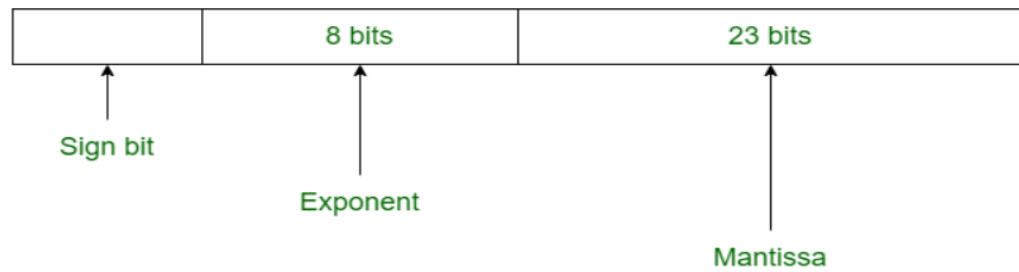 8 bits
23 bits
Sign bit
Exponent
Mantissa